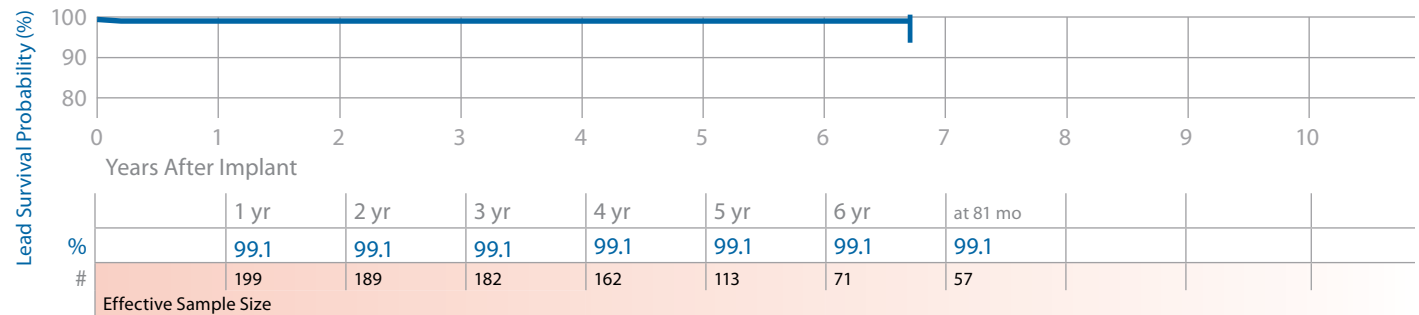 Lead Survival Probability (%)
100
90
80
0 1 2 3 4 5 6 7 8 9 10
Years After Implant
1 yr 2 yr 3 yr 4 yr 5 yr 6 yr at 81 mo
% 99.1 99.1 99.1 99.1 99.1 99.1 99.1
# 199 189 182 162 113 71 57
Effective Sample Size